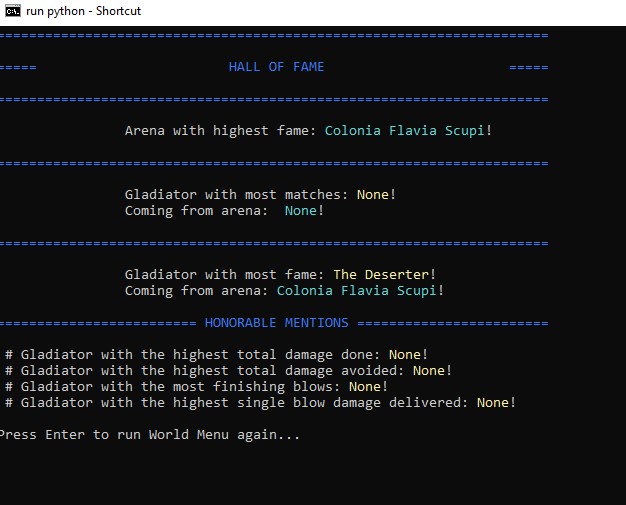 C:\. run python - Shortcut
=====================================================================
===== HALL OF FAME =====
=====================================================================
Arena with highest fame: Colonia Flavia Scupi!
=====================================================================
Gladiator with most matches: None!
Coming from arena:  None!
=====================================================================
Gladiator with most fame: The Deserter!
Coming from arena: Colonia Flavia Scupi!
========================= HONORABLE MENTIONS ========================
# Gladiator with the highest total damage done: None!
# Gladiator with the highest total damage avoided: None!
# Gladiator with the most finishing blows: None!
# Gladiator with the highest single blow damage delivered: None!
Press Enter to run World Menu again...